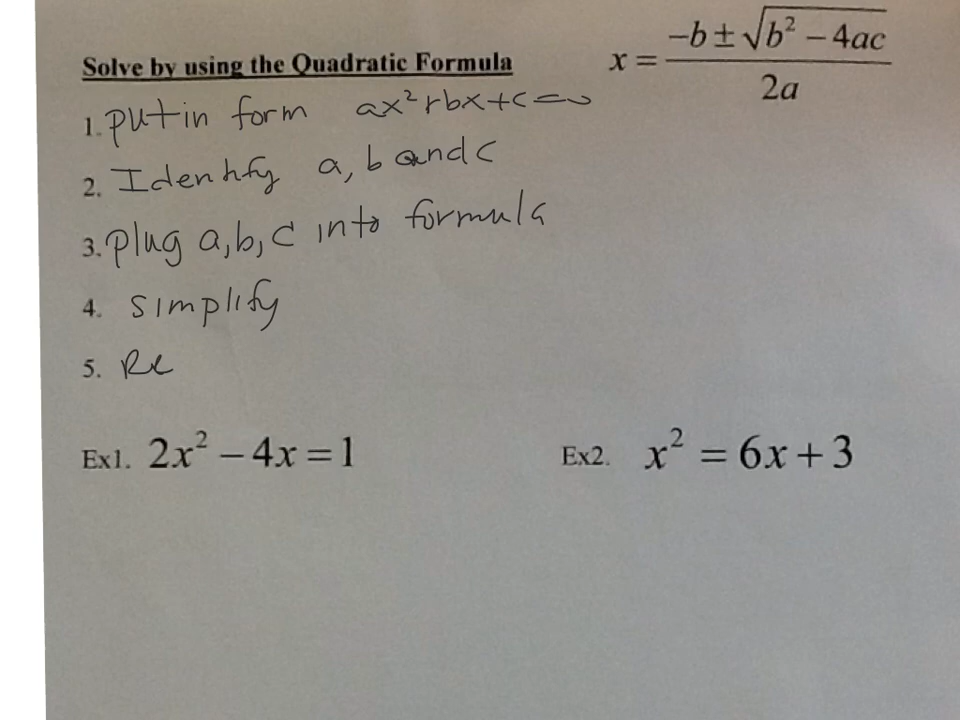 Solve by using the Quadratic Formula
x = (-b ± √(b² - 4ac)) / 2a
1. put in form ax² + bx + c = 0
2. Identify a, b and c
3. plug a, b, c into formula
4. simplify
5. Re
Ex1. 2x² - 4x = 1
Ex2. x² = 6x + 3